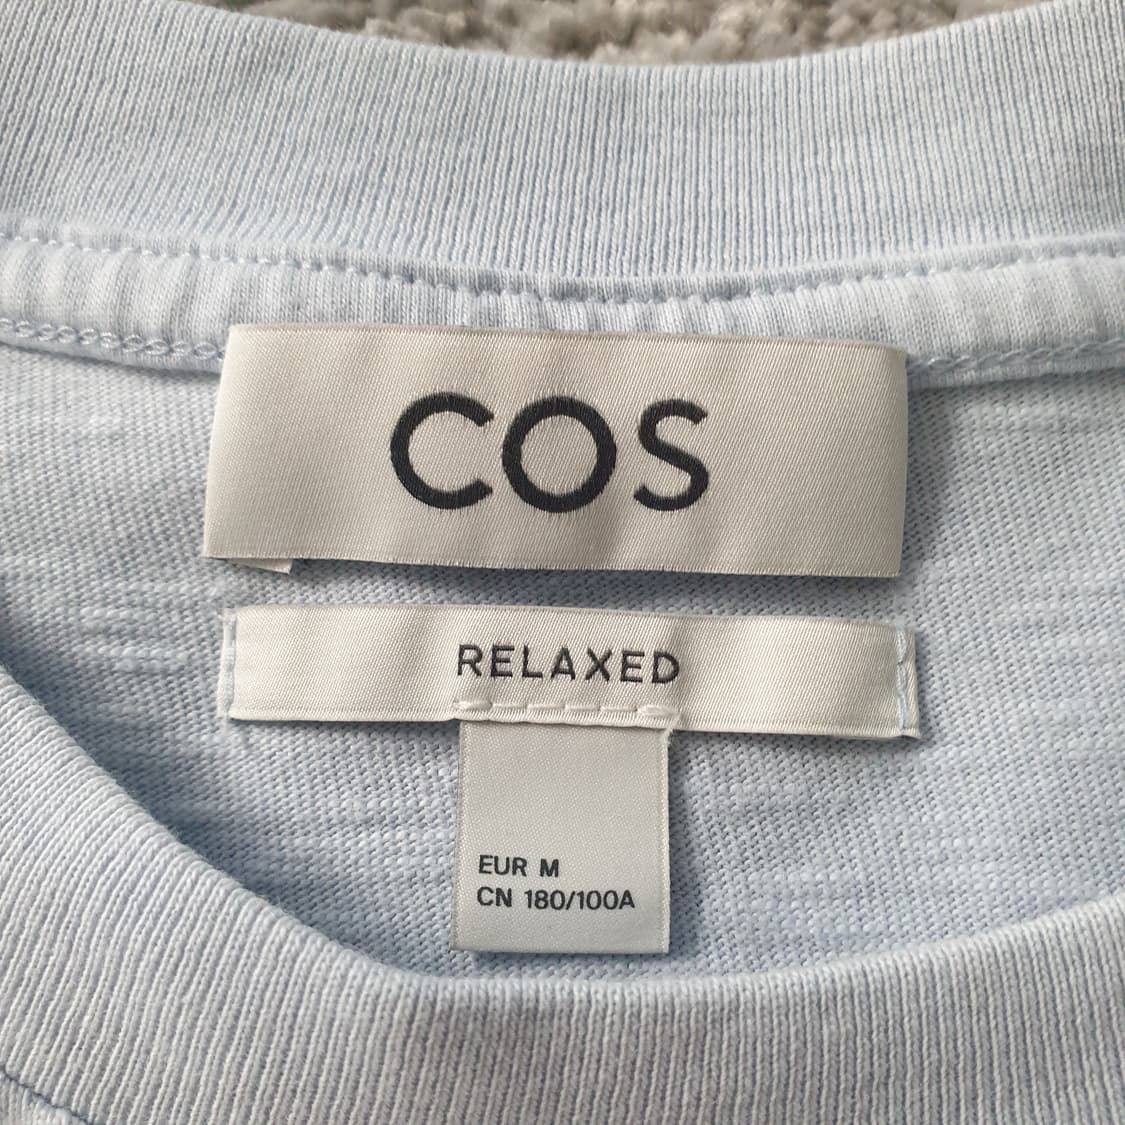 COS
RELAXED
EUR M
CN 180/100A